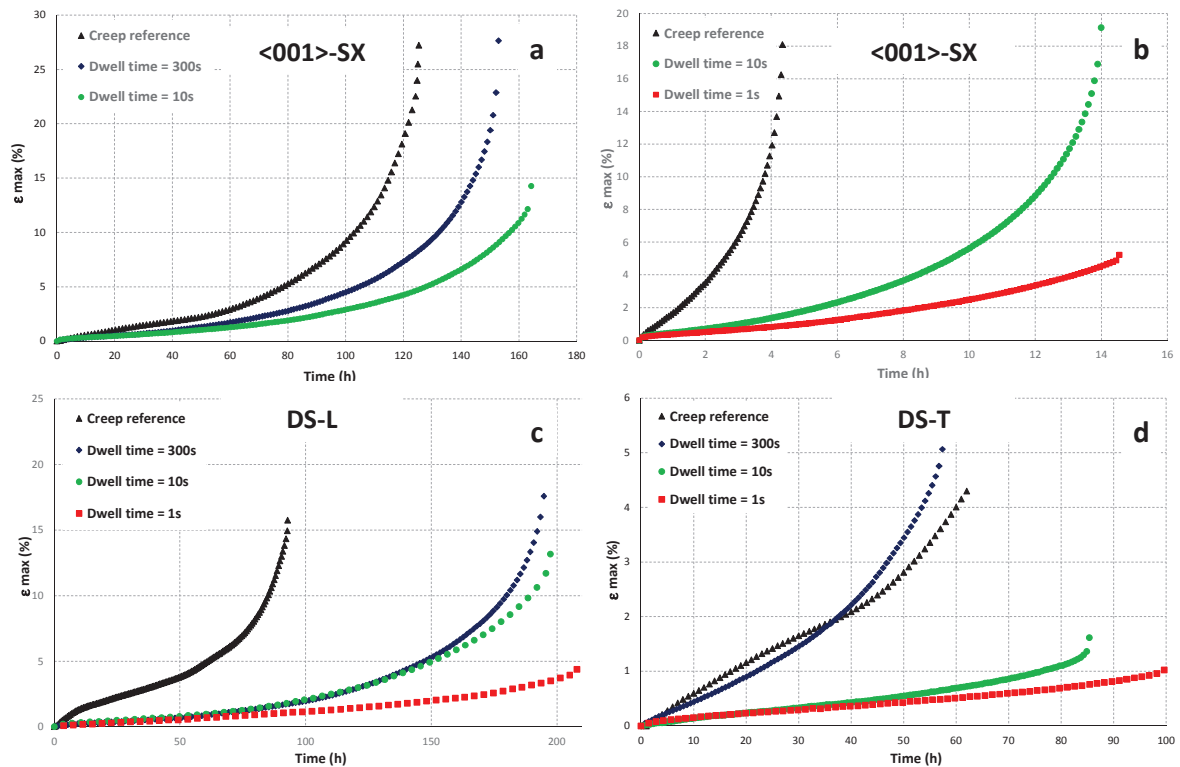 <001>-SX
a
Creep reference
Dwell time = 300s
Dwell time = 10s
ε max (%)
30
25
20
15
10
5
0
0 20 40 60 80 100 120 140 160 180
Time (h)
<001>-SX
b
Creep reference
Dwell time = 10s
Dwell time = 1s
ε max (%)
20
18
16
14
12
10
8
6
4
2
0
0 2 4 6 8 10 12 14 16
Time (h)
DS-L
c
Creep reference
Dwell time = 300s
Dwell time = 10s
Dwell time = 1s
ε max (%)
25
20
15
10
5
0
0 50 100 150 200
Time (h)
DS-T
d
Creep reference
Dwell time = 300s
Dwell time = 10s
Dwell time = 1s
ε max (%)
6
5
4
3
2
1
0
0 10 20 30 40 50 60 70 80 90 100
Time (h)